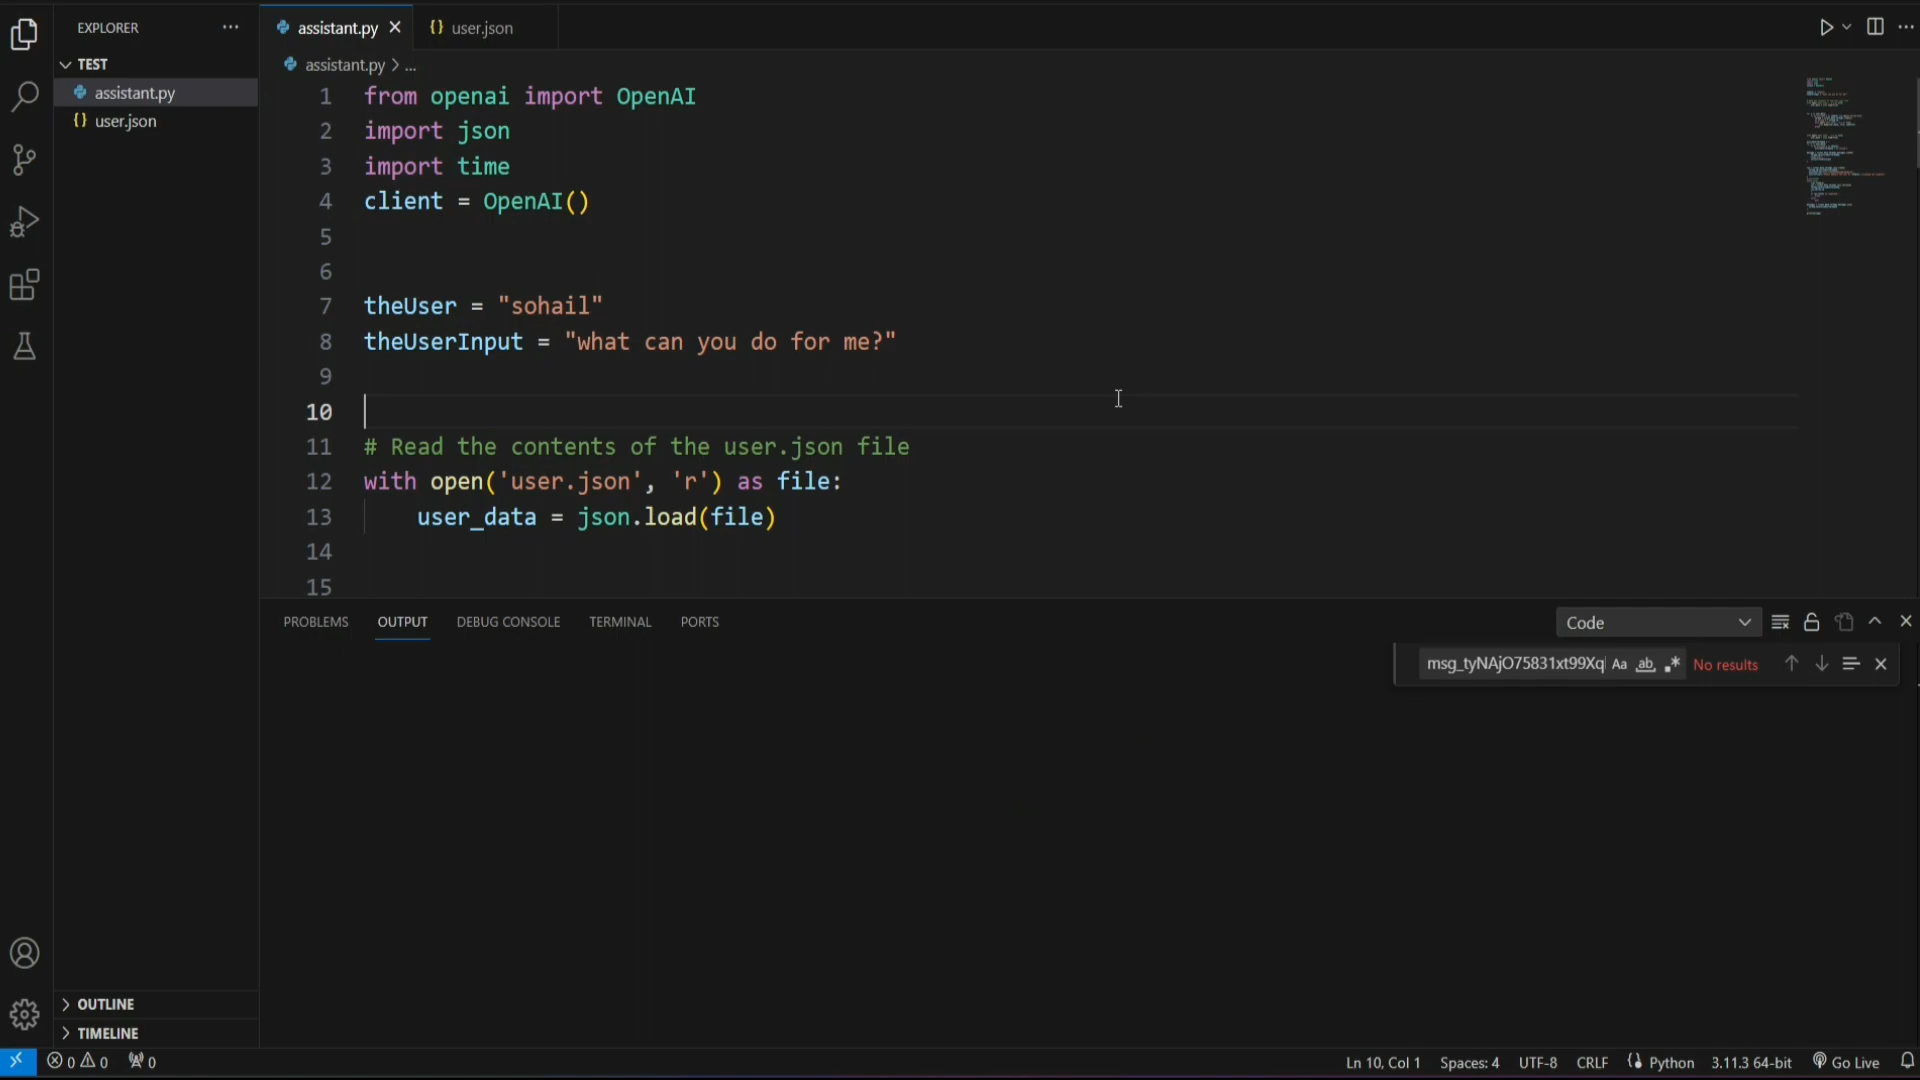 EXPLORER
TEST
assistant.py
user.json
OUTLINE
TIMELINE
assistant.py
user.json
assistant.py > ...
1 from openai import OpenAI
2 import json
3 import time
4 client = OpenAI()
5
6
7 theUser = "sohail"
8 theUserInput = "what can you do for me?"
9
10
11 # Read the contents of the user.json file
12 with open('user.json', 'r') as file:
13 user_data = json.load(file)
14
15
PROBLEMS OUTPUT DEBUG CONSOLE TERMINAL PORTS
Code
msg_tyNAjO75831xt99Xq Aa ab .* No results
0 0 0
Ln 10, Col 1 Spaces: 4 UTF-8 CRLF Python 3.11.3 64-bit Go Live